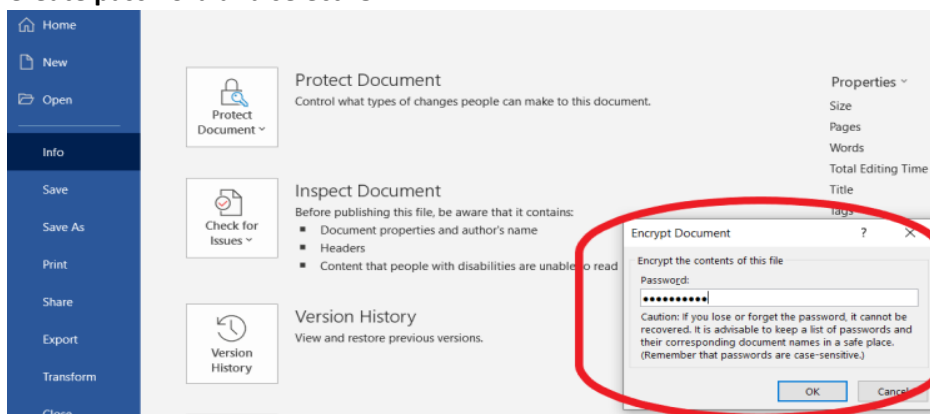 Home
New
Open
Info
Save
Save As
Print
Share
Export
Transform
Close
Protect
Document
Protect Document
Control what types of changes people can make to this document.
Check for
Issues
Inspect Document
Before publishing this file, be aware that it contains:
■ Document properties and author's name
■ Headers
■ Content that people with disabilities are unable to read
Version
History
Version History
View and restore previous versions.
Properties
Size
Pages
Words
Total Editing Time
Title
Tags
Encrypt Document ? X
Encrypt the contents of this file
Password:
●●●●●●●●●●
Caution: If you lose or forget the password, it cannot be
recovered. It is advisable to keep a list of passwords and
their corresponding document names in a safe place.
(Remember that passwords are case-sensitive.)
OK
Cancel